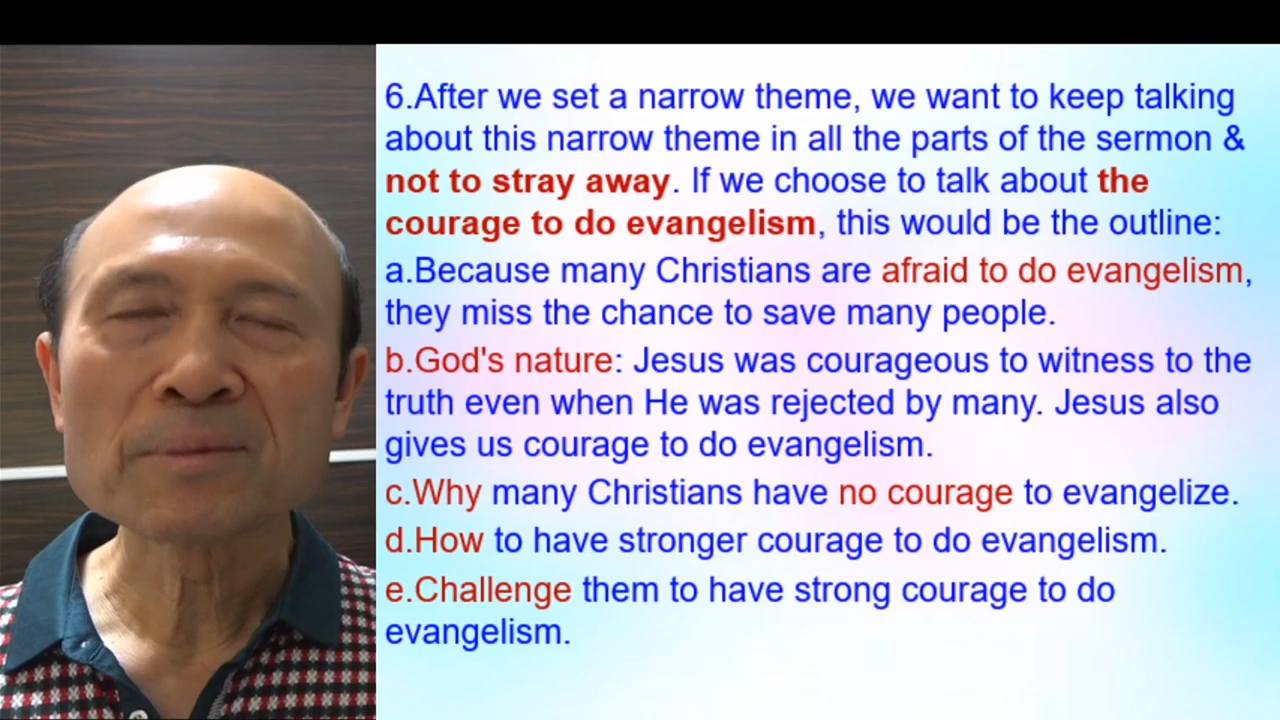 6.After we set a narrow theme, we want to keep talking
about this narrow theme in all the parts of the sermon &
not to stray away. If we choose to talk about the
courage to do evangelism, this would be the outline:
a.Because many Christians are afraid to do evangelism,
they miss the chance to save many people.
b.God's nature: Jesus was courageous to witness to the
truth even when He was rejected by many. Jesus also
gives us courage to do evangelism.
c.Why many Christians have no courage to evangelize.
d.How to have stronger courage to do evangelism.
e.Challenge them to have strong courage to do
evangelism.